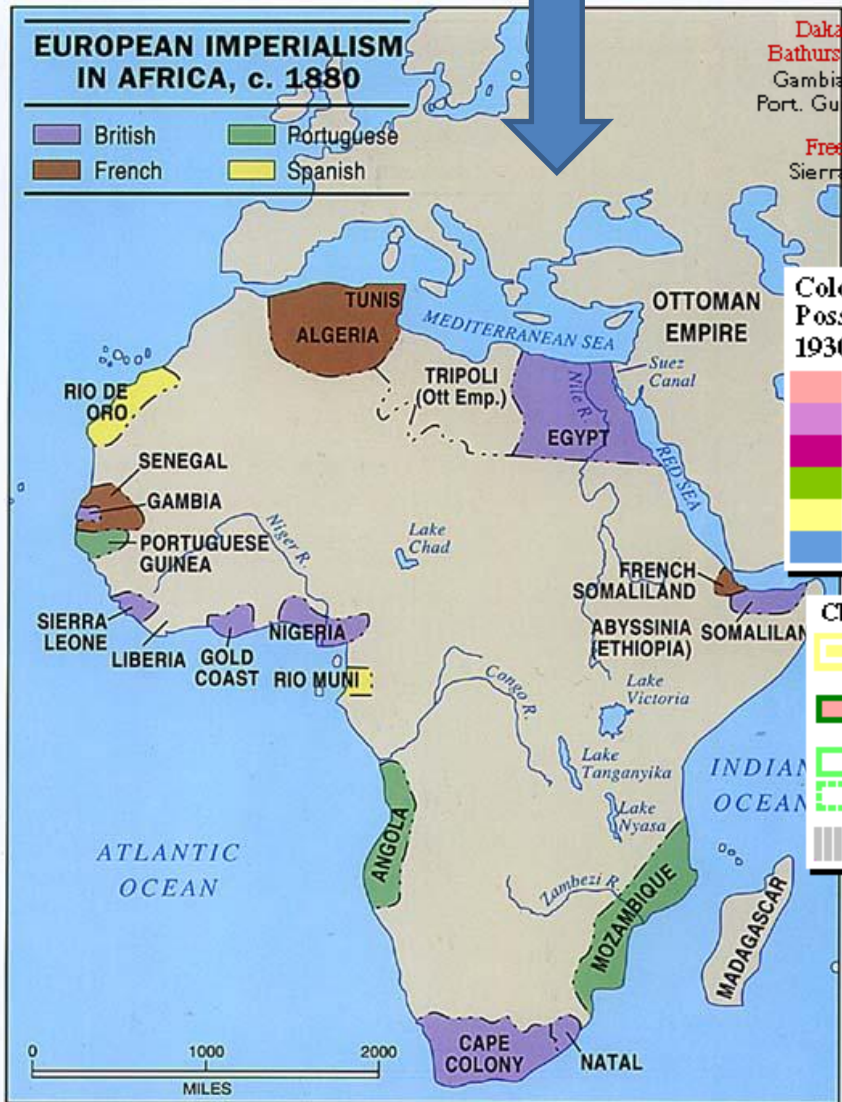 EUROPEAN IMPERIALISM
IN AFRICA, c. 1880
British
Portuguese
French
Spanish
Gambia
Port. Gu
Sierra
OTTOMAN
EMPIRE
1930
TUNIS
ALGERIA
MEDITERRANEAN SEA
TRIPOLI
(Ott Emp.)
Suez
Canal
Nile R.
EGYPT
RED SEA
RIO DE
ORO
SENEGAL
GAMBIA
PORTUGUESE
GUINEA
Niger R.
Lake
Chad
FRENCH
SOMALILAND
SIERRA
LEONE
LIBERIA
GOLD
COAST
NIGERIA
RIO MUNI
ABYSSINIA
(ETHIOPIA)
SOMALILAN
Congo R.
Lake
Victoria
Lake
Tanganyika
Lake
Nyasa
INDIAN
OCEAN
ATLANTIC
OCEAN
ANGOLA
Zambezi R.
MOZAMBIQUE
MADAGASCAR
CAPE
COLONY
NATAL
0
1000
2000
MILES